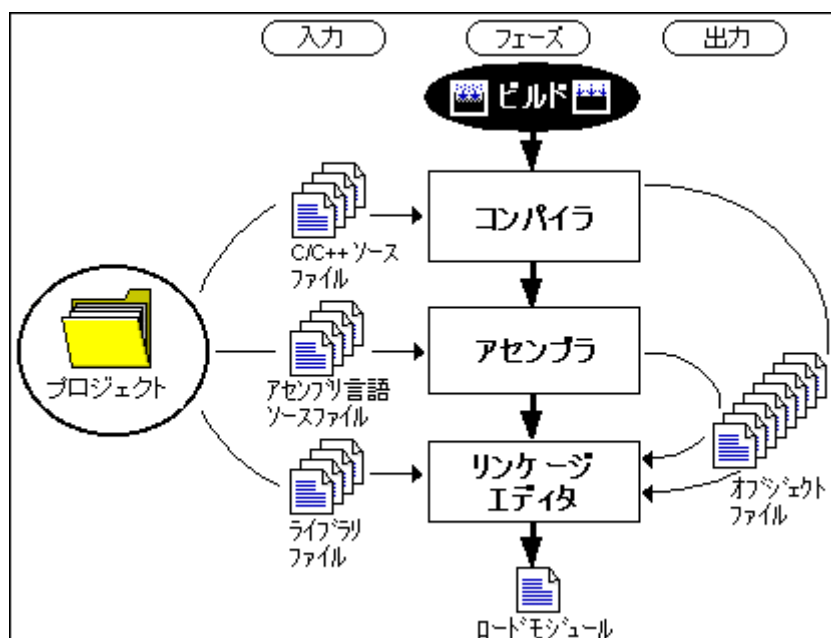 入力
フェーズ
出力
ビルド
コンパイラ
C/C++ ソース
ファイル
アセンブラ
プロジェクト
アセンブリ言語
ソースファイル
リンケージ
エディタ
オブジェクト
ファイル
ライブラリ
ファイル
ロードモジュール